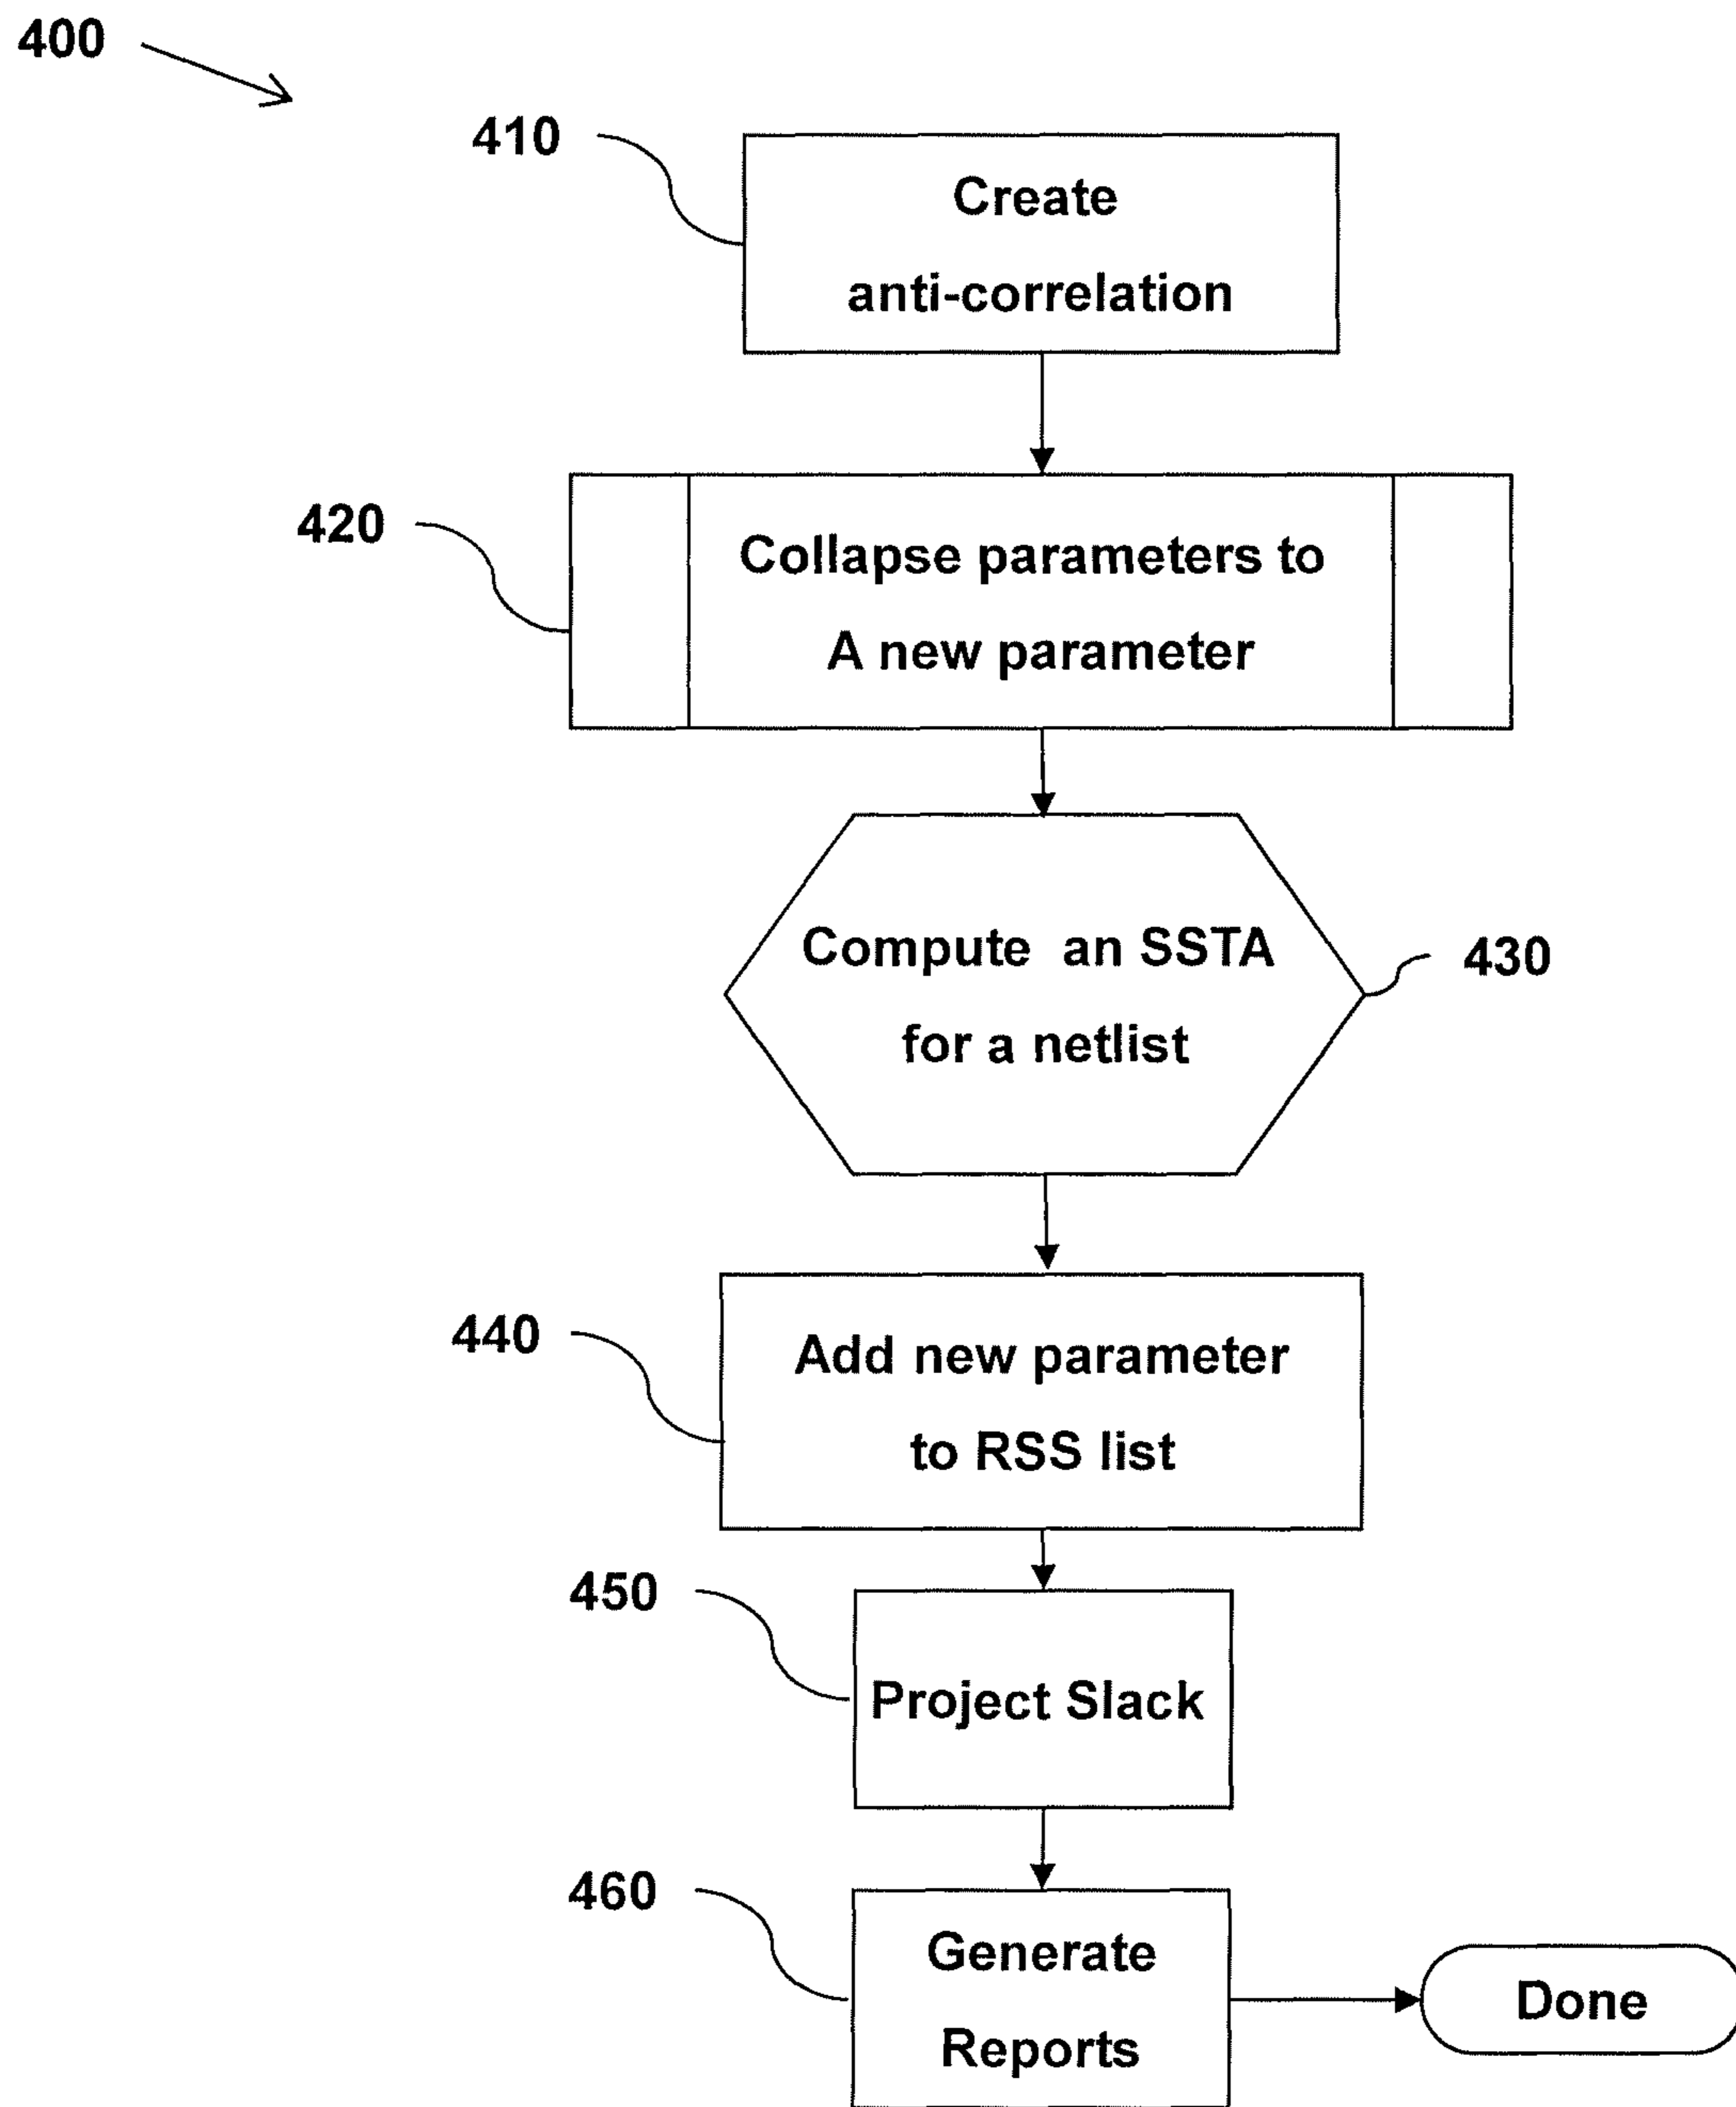 400
410
Create
anti-correlation
420
Collapse parameters to
A new parameter
Compute an SSTA
for a netlist
430
440
Add new parameter
to RSS list
450
Project Slack
460
Generate
Reports
Done